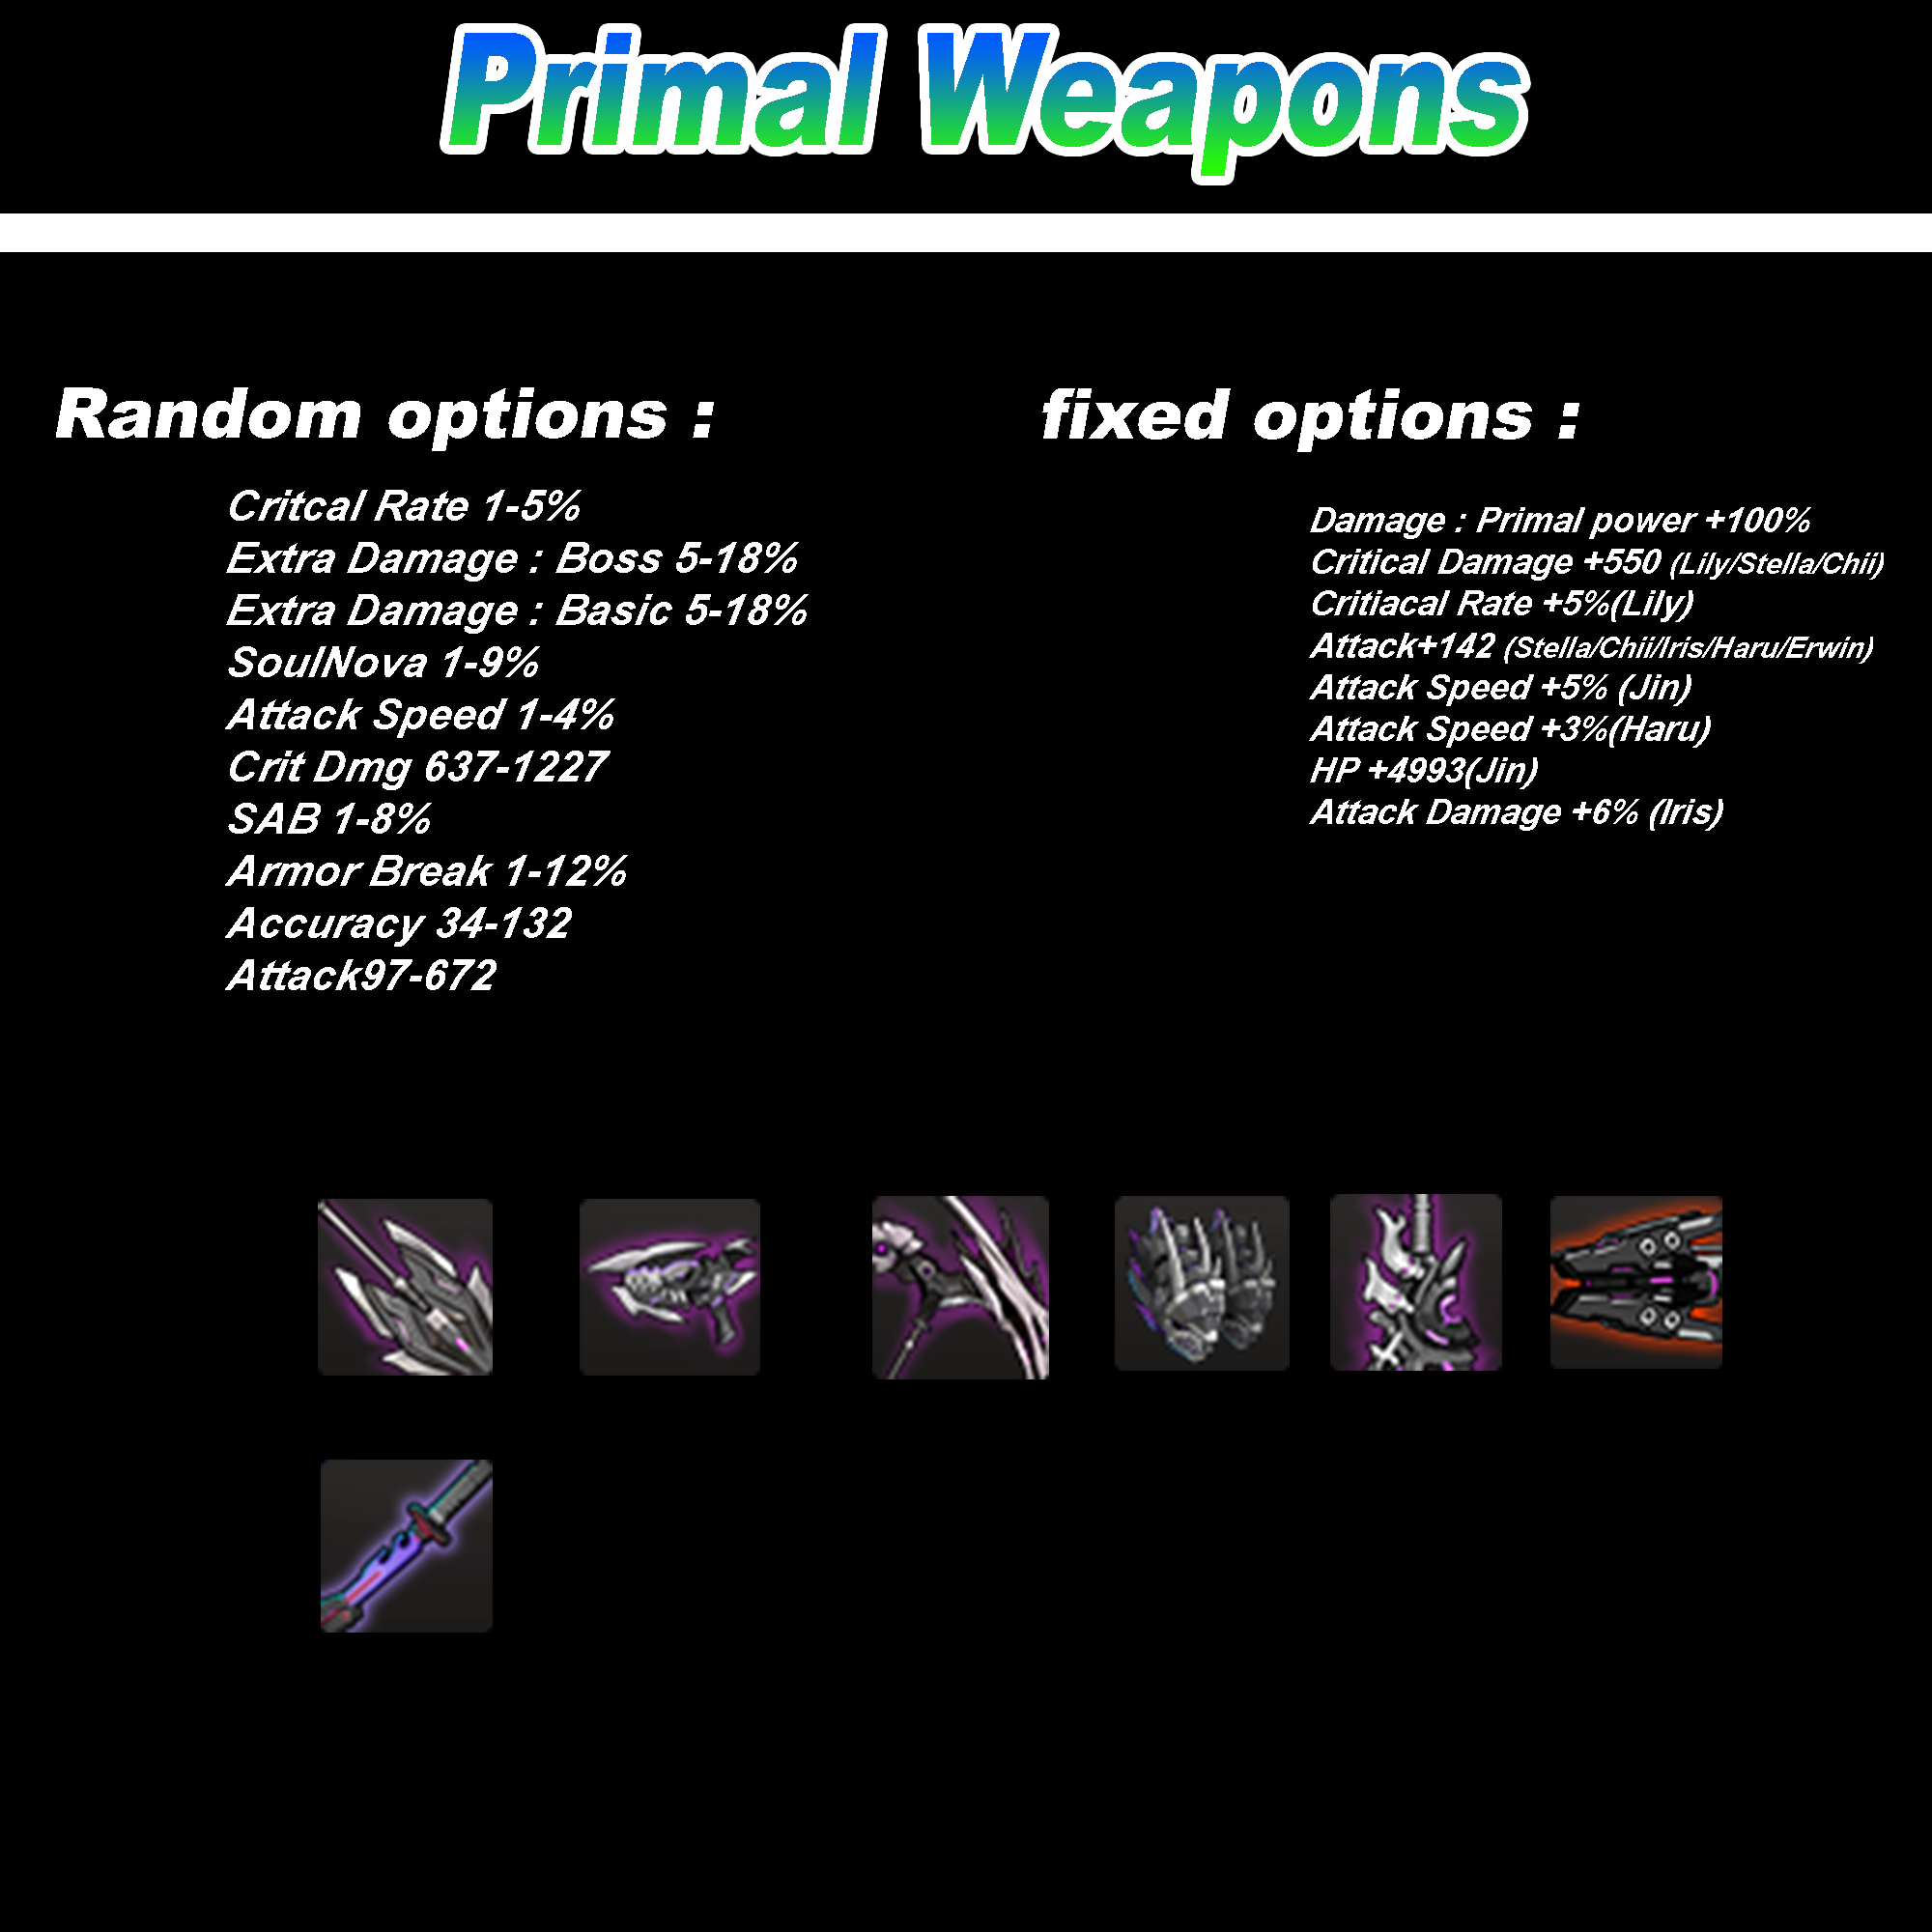 Primal Weapons
Random options :
Critcal Rate 1-5%
Extra Damage : Boss 5-18%
Extra Damage : Basic 5-18%
SoulNova 1-9%
Attack Speed 1-4%
Crit Dmg 637-1227
SAB 1-8%
Armor Break 1-12%
Accuracy 34-132
Attack97-672
fixed options :
Damage : Primal power +100%
Critical Damage +550 (Lily/Stella/Chii)
Critiacal Rate +5%(Lily)
Attack+142 (Stella/Chii/Iris/Haru/Erwin)
Attack Speed +5% (Jin)
Attack Speed +3%(Haru)
HP +4993(Jin)
Attack Damage +6% (Iris)